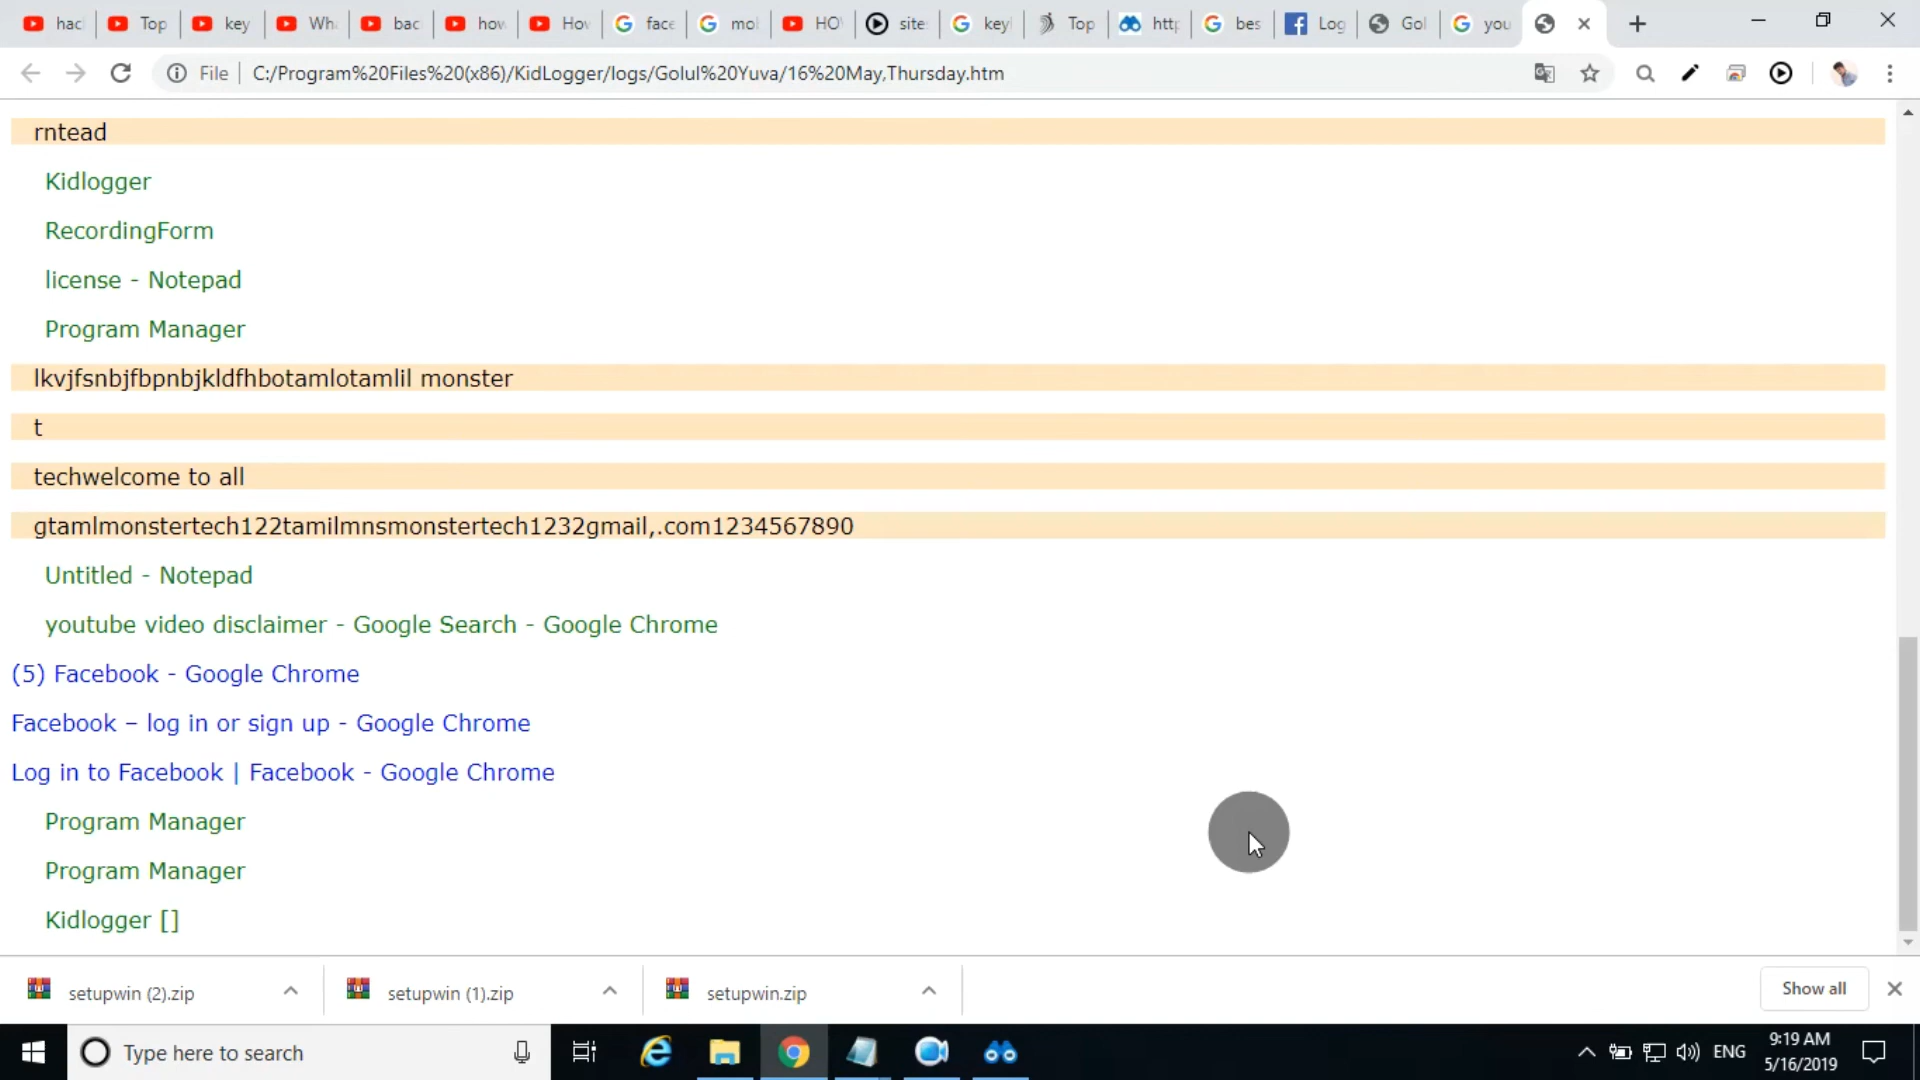 hac
Top
key
Wha
bac
how
Hov
face
mol
HO
site
keyl
Top
http
bes
Log
Gol
you
File
C:/Program%20Files%20(x86)/KidLogger/logs/Golul%20Yuva/16%20May,Thursday.htm
rntead
Kidlogger
RecordingForm
license - Notepad
Program Manager
lkvjfsnbjfbpnbjkldfhbotamlotamlil monster
t
techwelcome to all
gtamlmonstertech122tamilmnsmonstertech1232gmail,.com1234567890
Untitled - Notepad
youtube video disclaimer - Google Search - Google Chrome
(5) Facebook - Google Chrome
Facebook – log in or sign up - Google Chrome
Log in to Facebook | Facebook - Google Chrome
Program Manager
Program Manager
Kidlogger []
setupwin (2).zip
setupwin (1).zip
setupwin.zip
Show all
Type here to search
ENG
9:19 AM
5/16/2019